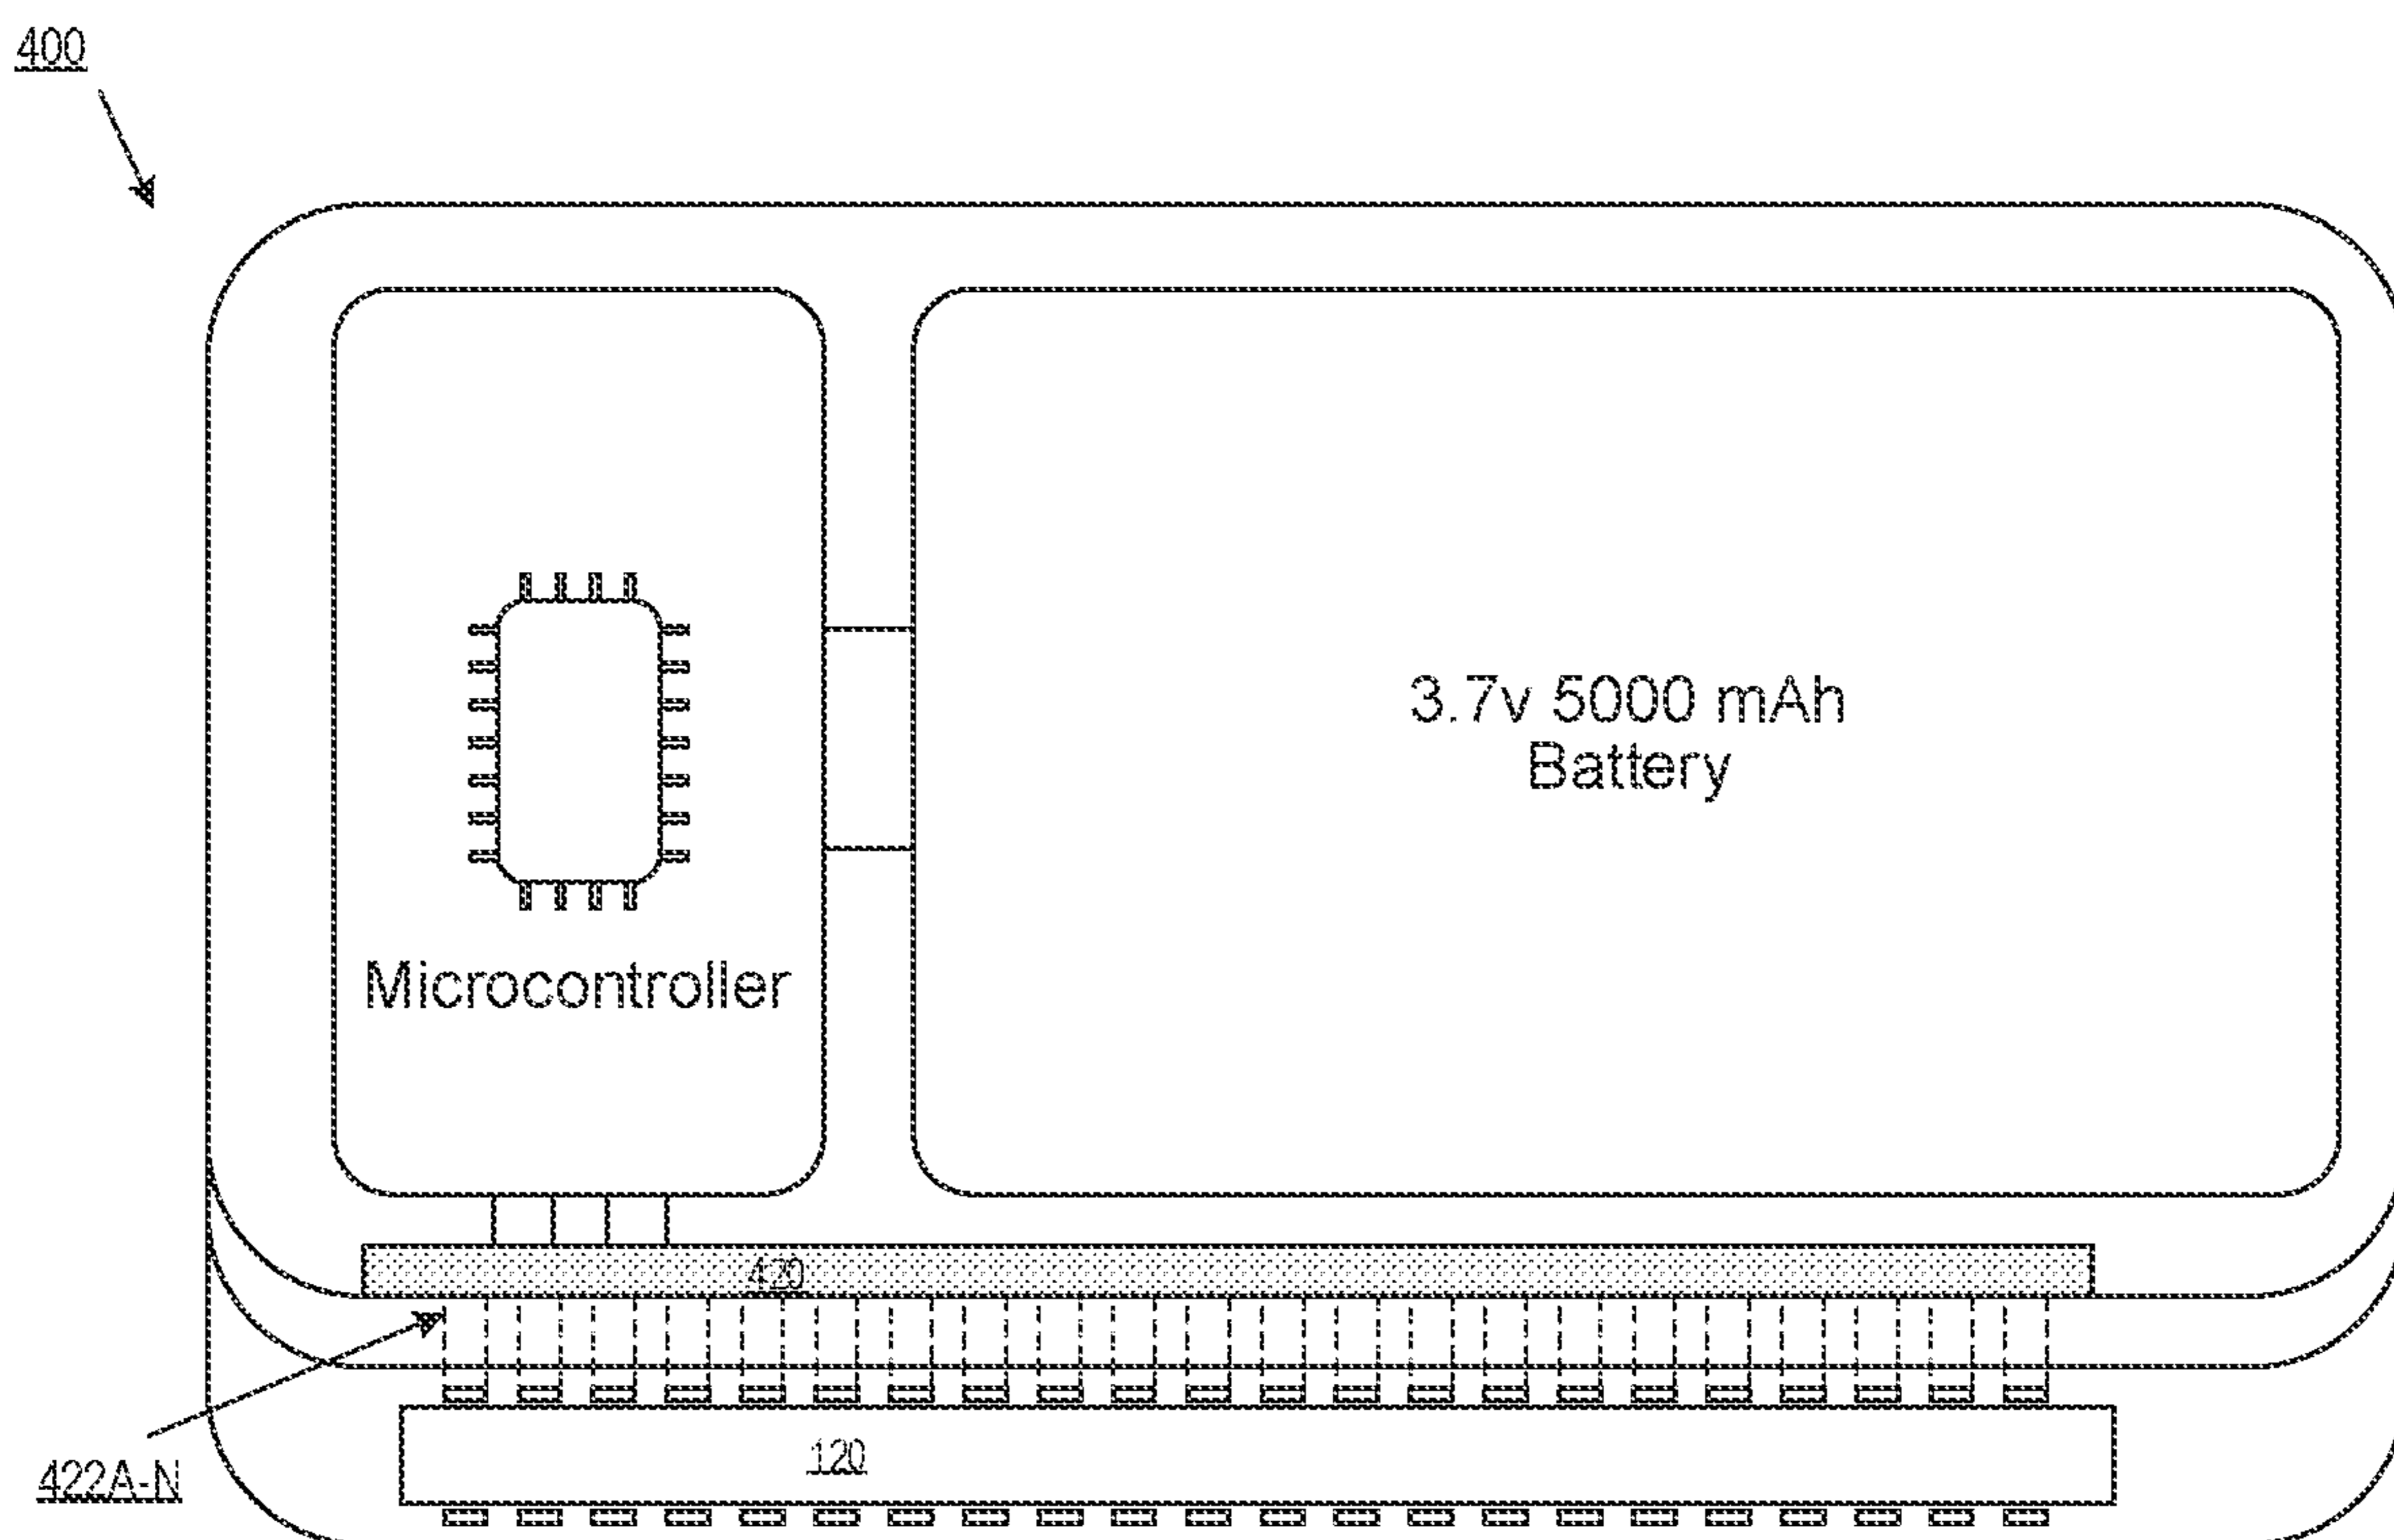 400
3.7v 5000 mAh
Battery
Microcontroller
420
120
422A-N